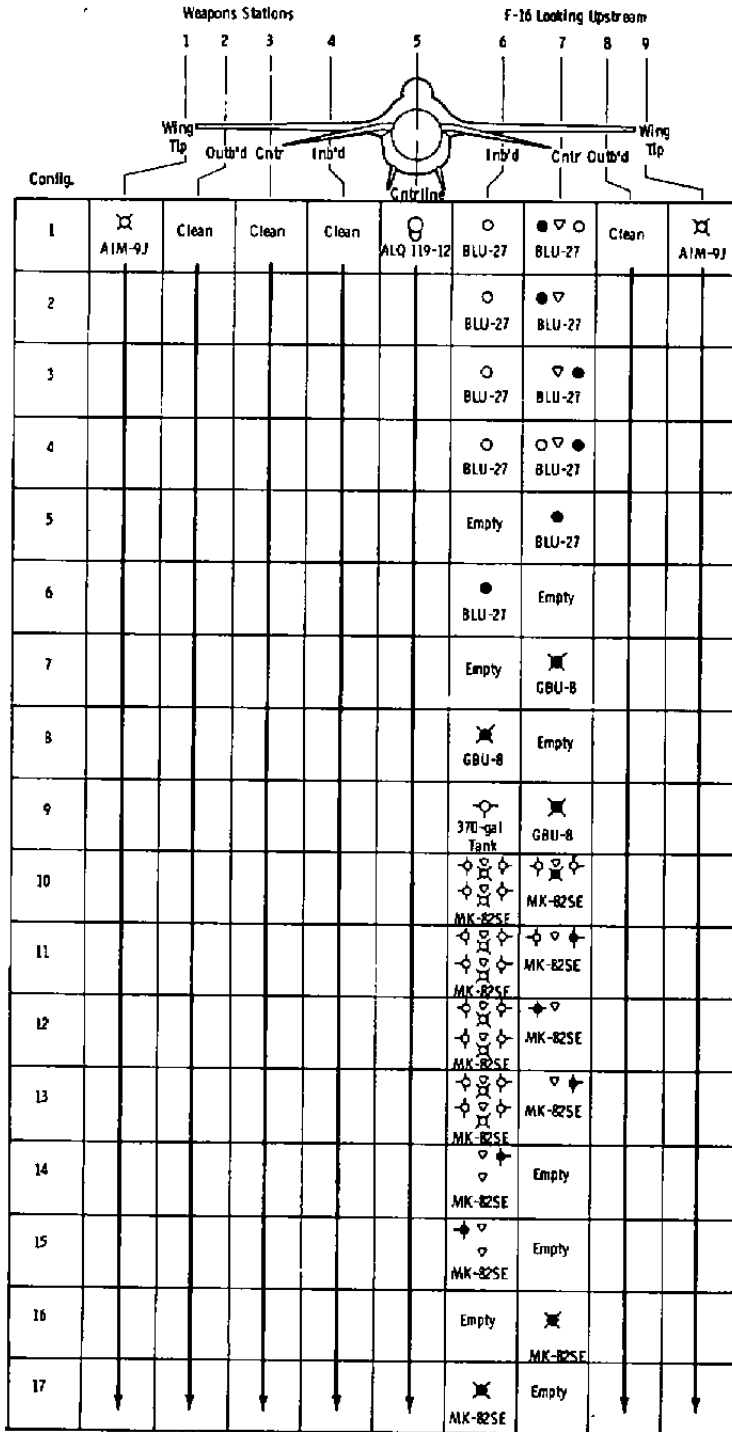 Weapons Stations F-16 Looking Upstream
1 2 3 4 5 6 7 8 9
Wing Tip Outb'd Cntr Inb'd Cntrline Inb'd Cntr Outb'd Wing Tip
Config.
1 AIM-9J Clean Clean Clean ALQ 119-12 BLU-27 BLU-27 Clean AIM-9J
2 BLU-27 BLU-27
3 BLU-27 BLU-27
4 BLU-27 BLU-27
5 Empty BLU-27
6 BLU-27 Empty
7 Empty GBU-8
8 GBU-8 Empty
9 370-gal Tank GBU-8
10 MK-82SE MK-82SE
11 MK-82SE MK-82SE
12 MK-82SE MK-82SE
13 MK-82SE MK-82SE
14 MK-82SE Empty
15 MK-82SE Empty
16 Empty MK-82SE
17 MK-82SE Empty